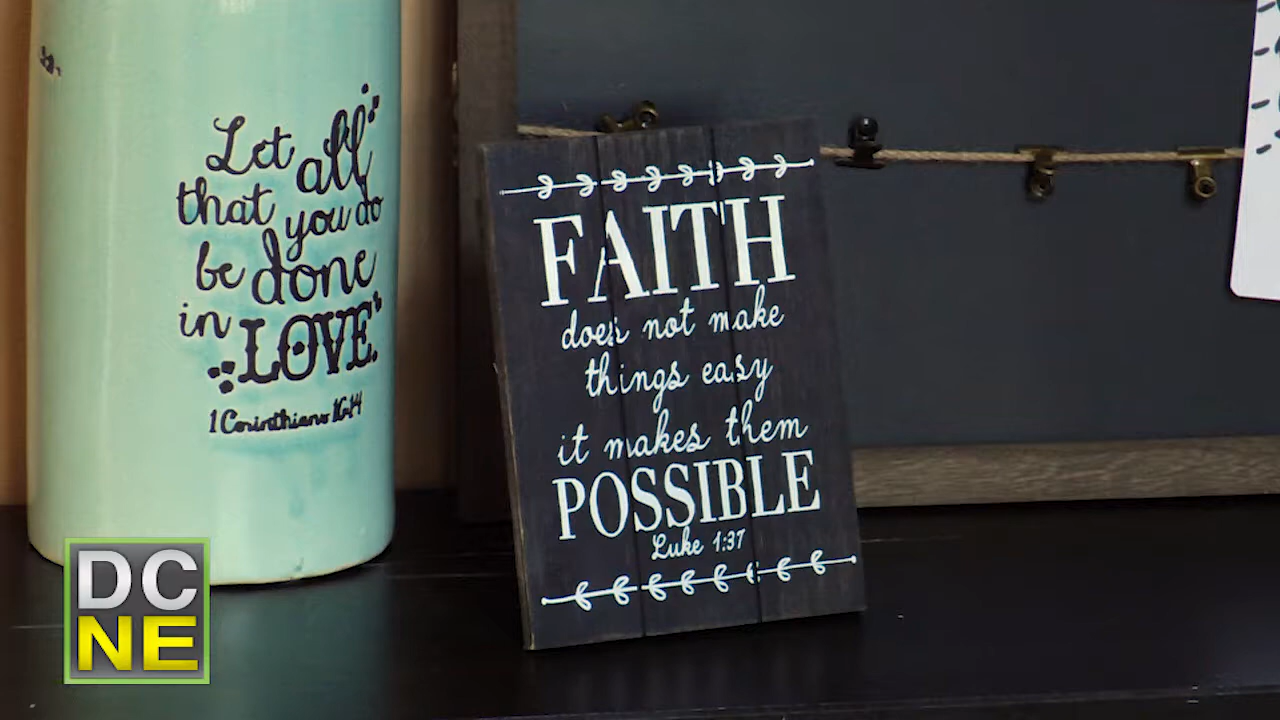 Let all
that you do
be done
in LOVE.
1 Corinthians 16:14
FAITH
does not make
things easy
it makes them
POSSIBLE
Luke 1:37
DC
NE